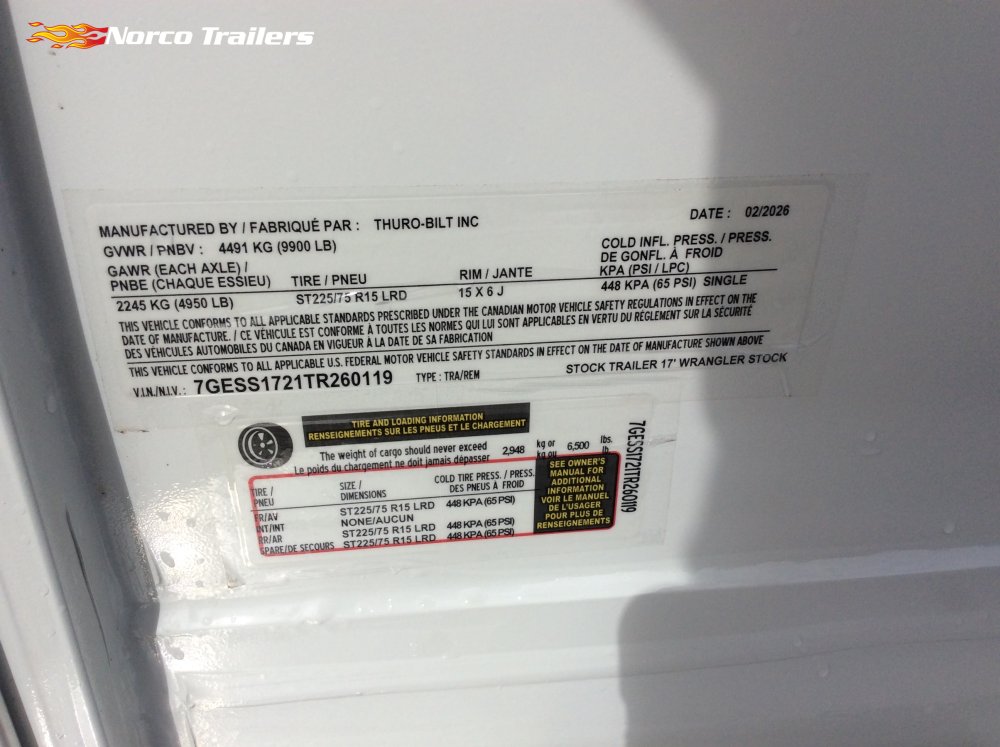 Norco Trailers
MANUFACTURED BY / FABRIQUÉ PAR : THURO-BILT INC DATE : 02/2026
GVWR / PNBV : 4491 KG (9900 LB)
GAWR (EACH AXLE) / PNBE (CHAQUE ESSIEU) TIRE / PNEU RIM / JANTE COLD INFL. PRESS. / PRESS. DE GONFL. À FROID KPA (PSI / LPC)
2245 KG (4950 LB) ST225/75 R15 LRD 15 X 6 J 448 KPA (65 PSI) SINGLE
THIS VEHICLE CONFORMS TO ALL APPLICABLE STANDARDS PRESCRIBED UNDER THE CANADIAN MOTOR VEHICLE SAFETY REGULATIONS IN EFFECT ON THE
DATE OF MANUFACTURE. / CE VÉHICULE EST CONFORME À TOUTES LES NORMES QUI LUI SONT APPLICABLES EN VERTU DU RÈGLEMENT SUR LA SÉCURITÉ
DES VÉHICULES AUTOMOBILES DU CANADA EN VIGUEUR À LA DATE DE SA FABRICATION
THIS VEHICLE CONFORMS TO ALL APPLICABLE U.S. FEDERAL MOTOR VEHICLE SAFETY STANDARDS IN EFFECT ON THE DATE OF MANUFACTURE SHOWN ABOVE
V.I.N./N.I.V.: 7GESS1721TR260119 TYPE : TRA/REM STOCK TRAILER 17' WRANGLER STOCK
TIRE AND LOADING INFORMATION
RENSEIGNEMENTS SUR LES PNEUS ET LE CHARGEMENT
The weight of cargo should never exceed
Le poids du chargement ne doit jamais dépasser 2,948 kg or kg ou 6,500 lbs. lb
TIRE / PNEU SIZE / DIMENSIONS COLD TIRE PRESS. / PRESS. DES PNEUS À FROID
FR/AV ST225/75 R15 LRD 448 KPA (65 PSI)
INT/INT NONE/AUCUN
RR/AR ST225/75 R15 LRD 448 KPA (65 PSI)
SPARE/DE SECOURS ST225/75 R15 LRD 448 KPA (65 PSI)
SEE OWNER'S
MANUAL FOR
ADDITIONAL
INFORMATION
VOIR LE MANUEL
DE L'USAGER
POUR PLUS DE
RENSEIGNEMENTS
7GESS1721TR260119